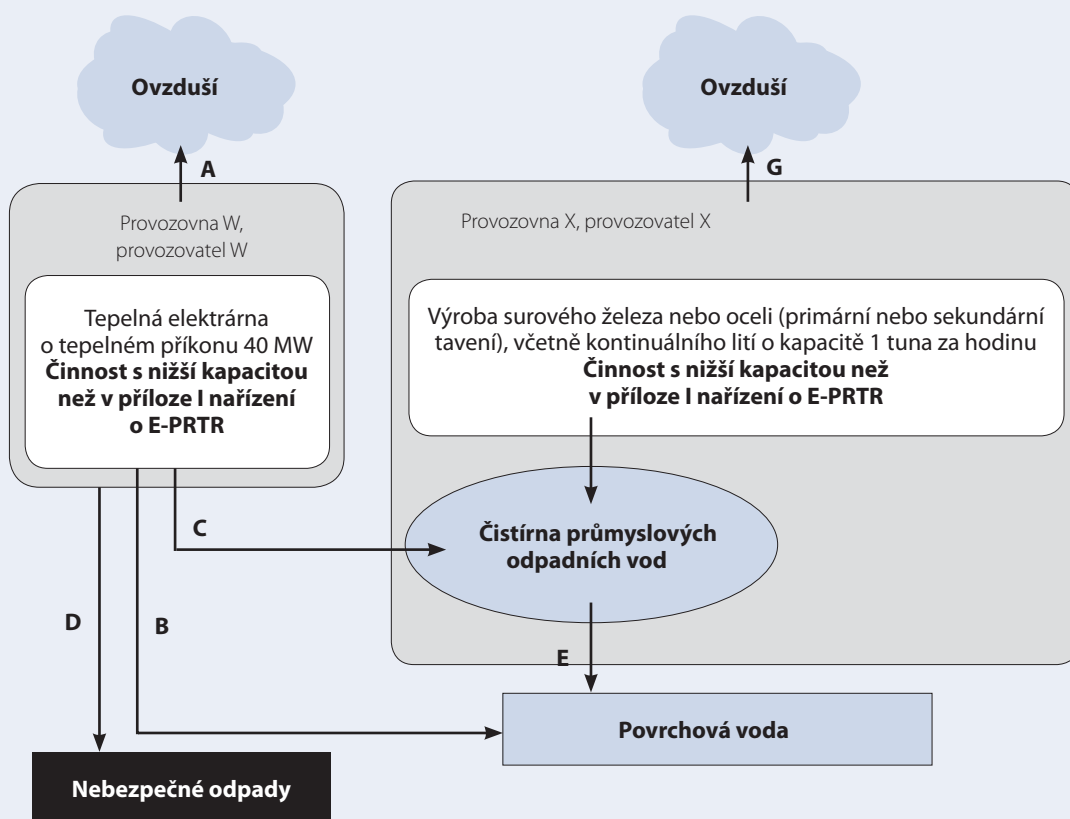 Ovzduší
Ovzduší
A
G
Provozovna W,
provozovatel W
Provozovna X, provozovatel X
Tepelná elektrárna
o tepelném příkonu 40 MW
Činnost s nižší kapacitou
než v příloze I nařízení
o E-PRTR
Výroba surového železa nebo oceli (primární nebo sekundární
tavení), včetně kontinuálního lití o kapacitě 1 tuna za hodinu
Činnost s nižší kapacitou než
v příloze I nařízení o E-PRTR
C
Čistírna průmyslových
odpadních vod
D
B
E
Povrchová voda
Nebezpečné odpady